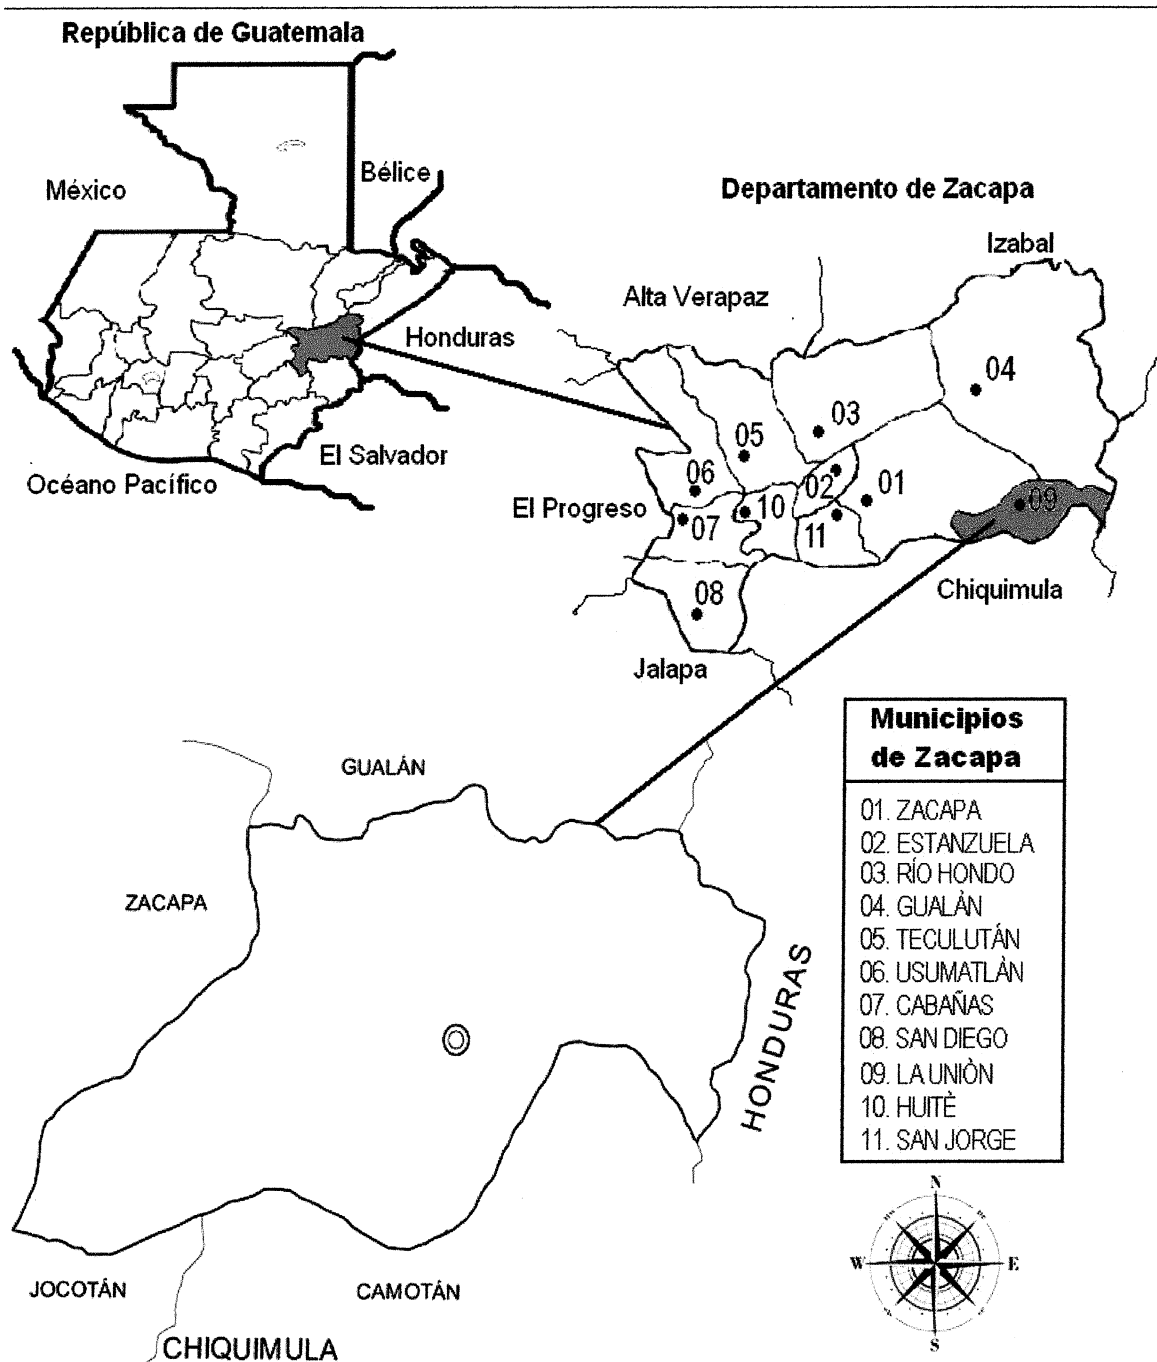 República de Guatemala
México
Bélice
Honduras
El Salvador
Océano Pacífico
Departamento de Zacapa
Izabal
Alta Verapaz
04
03
05
06
02
01
10
09
El Progreso
07
11
08
Chiquimula
Jalapa
Municipios
de Zacapa
01. ZACAPA
02. ESTANZUELA
03. RÍO HONDO
04. GUALÁN
05. TECULUTÁN
06. USUMATLÀN
07. CABAÑAS
08. SAN DIEGO
09. LA UNIÒN
10. HUITÈ
11. SAN JORGE
GUALÁN
ZACAPA
HONDURAS
JOCOTÁN
CAMOTÁN
CHIQUIMULA
N
W
E
S